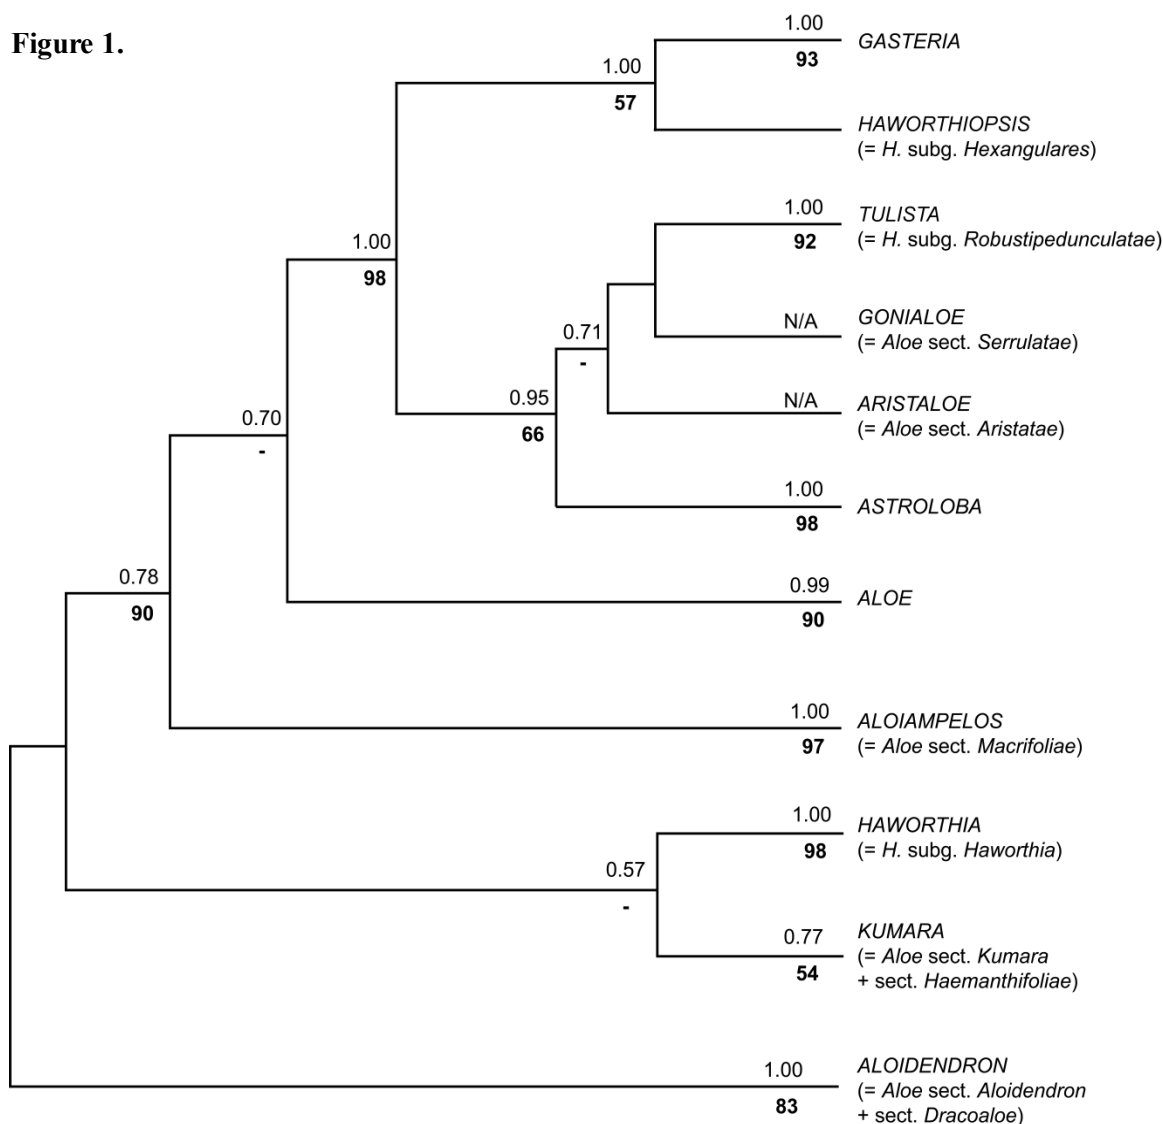 Figure 1.
1.00
93
GASTERIA
1.00
57
HAWORTHIOPSIS
(= H. subg. Hexangulares)
1.00
92
TULISTA
(= H. subg. Robustipedunculatae)
1.00
98
N/A
GONIALOE
(= Aloe sect. Serrulatae)
0.71
-
N/A
ARISTALOE
(= Aloe sect. Aristatae)
0.95
66
0.70
-
1.00
98
ASTROLOBA
0.99
90
ALOE
0.78
90
1.00
97
ALOIAMPELOS
(= Aloe sect. Macrifoliae)
1.00
98
HAWORTHIA
(= H. subg. Haworthia)
0.57
-
0.77
54
KUMARA
(= Aloe sect. Kumara
+ sect. Haemanthifoliae)
1.00
83
ALOIDENDRON
(= Aloe sect. Aloidendron
+ sect. Dracoaloe)